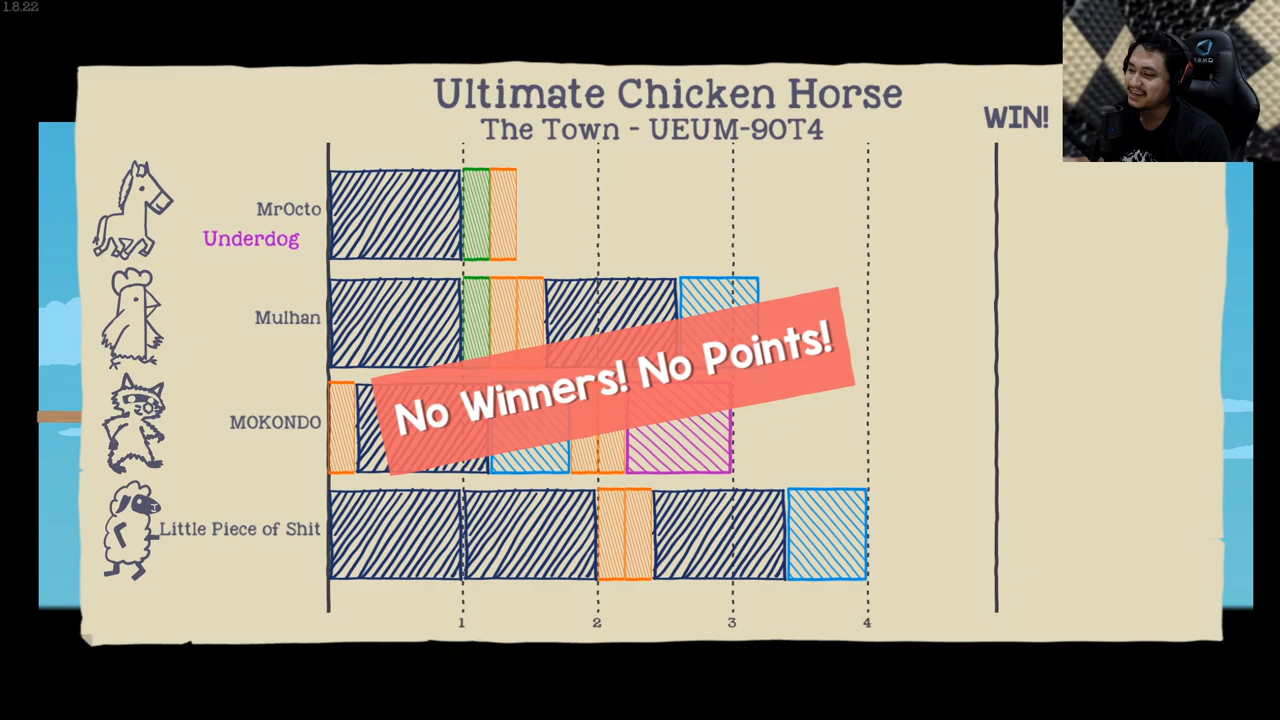 1.8.22
Ultimate Chicken Horse
The Town - UEUM-9OT4
WIN!
MrOcto
Underdog
Mulhan
No Winners! No Points!
MOKONDO
Little Piece of Shit
1 2 3 4